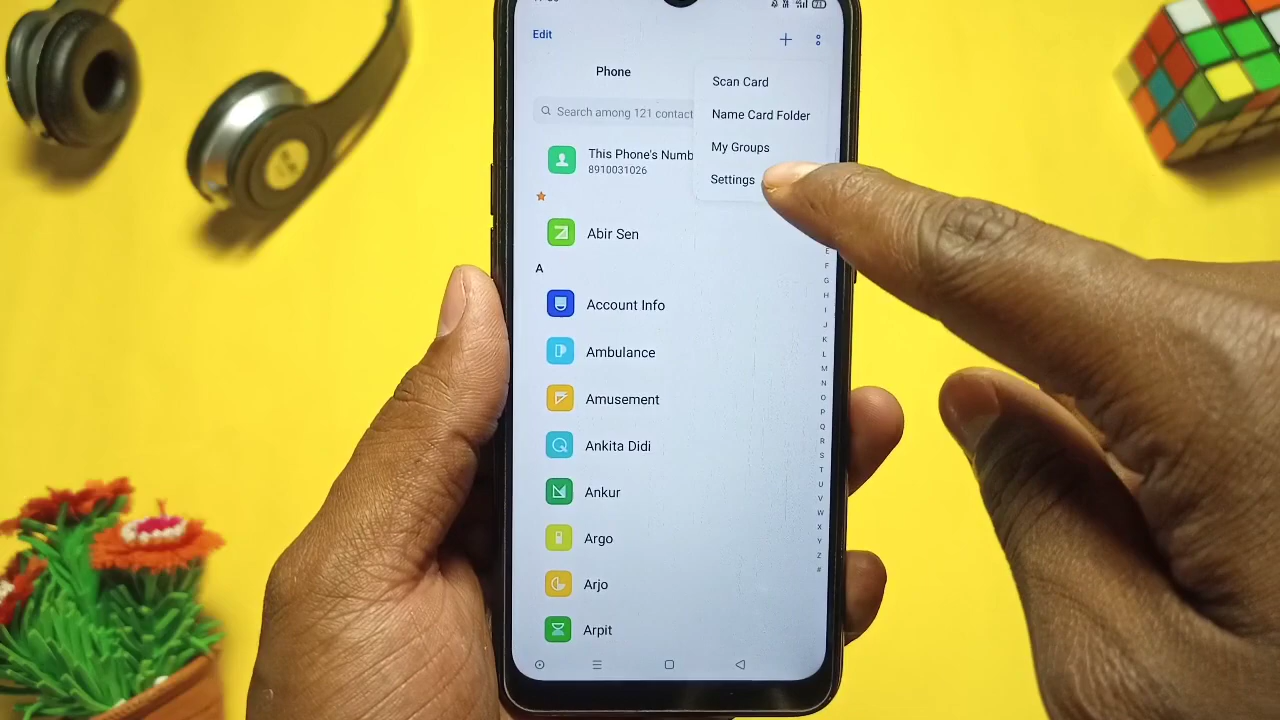 Edit
Phone
Scan Card
Search among 121 contact
Name Card Folder
My Groups
This Phone's Numb
8910031026
Settings
Abir Sen
A
Account Info
Ambulance
Amusement
Ankita Didi
Ankur
Argo
Arjo
Arpit
E
F
G
H
I
J
K
L
M
N
O
P
Q
R
S
T
U
V
W
X
Y
Z
#